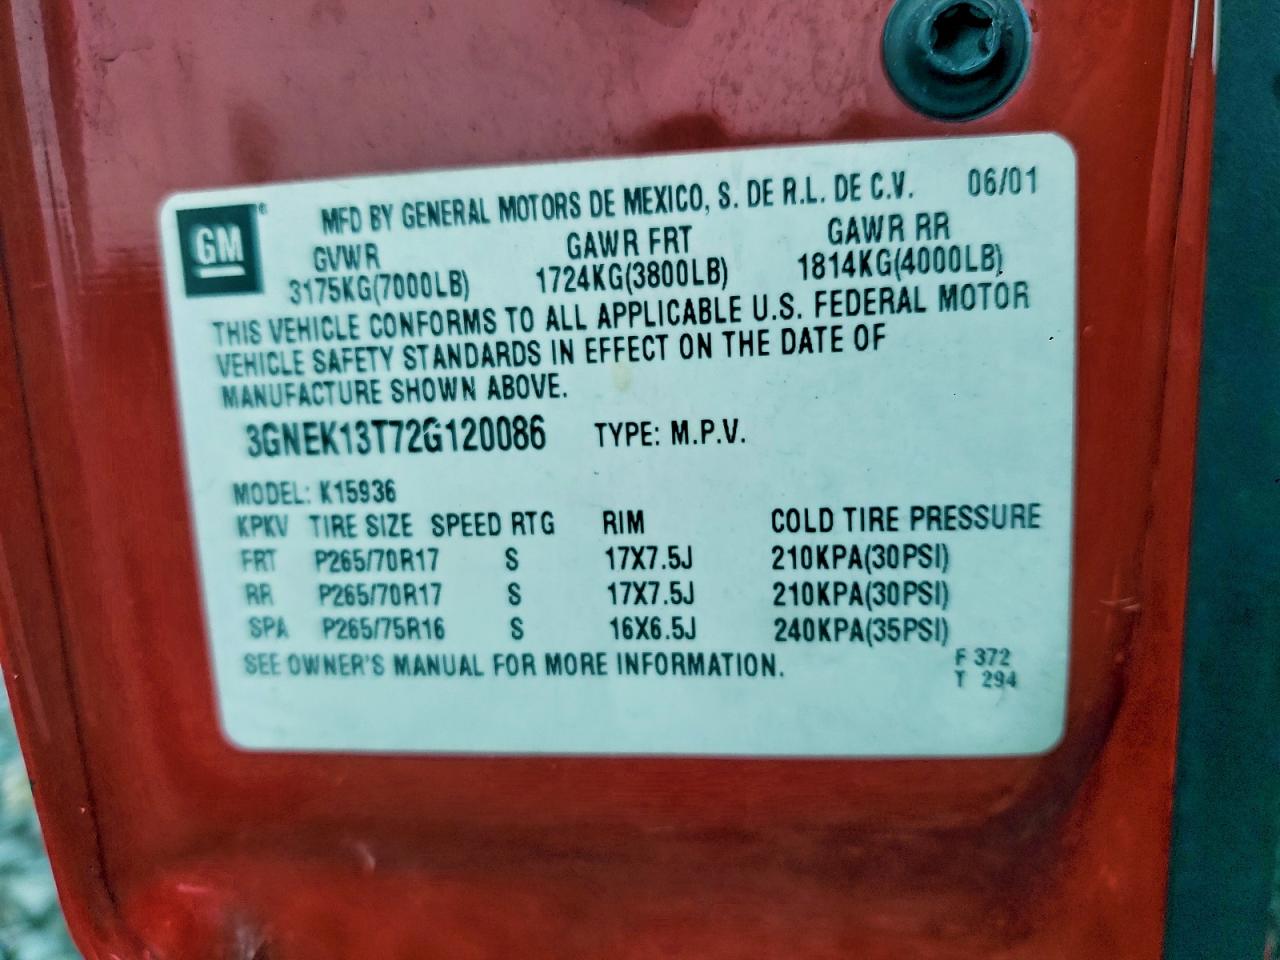 GM
MFD BY GENERAL MOTORS DE MEXICO, S. DE R.L. DE C.V. 06/01
GVWR GAWR FRT GAWR RR
3175KG(7000LB) 1724KG(3800LB) 1814KG(4000LB)
THIS VEHICLE CONFORMS TO ALL APPLICABLE U.S. FEDERAL MOTOR
VEHICLE SAFETY STANDARDS IN EFFECT ON THE DATE OF
MANUFACTURE SHOWN ABOVE.
3GNEK13T72G120086 TYPE: M.P.V.
MODEL: K15936
KPKV TIRE SIZE SPEED RTG RIM COLD TIRE PRESSURE
FRT P265/70R17 S 17X7.5J 210KPA(30PSI)
RR P265/70R17 S 17X7.5J 210KPA(30PSI)
SPA P265/75R16 S 16X6.5J 240KPA(35PSI)
SEE OWNER'S MANUAL FOR MORE INFORMATION.
F 372
T 294